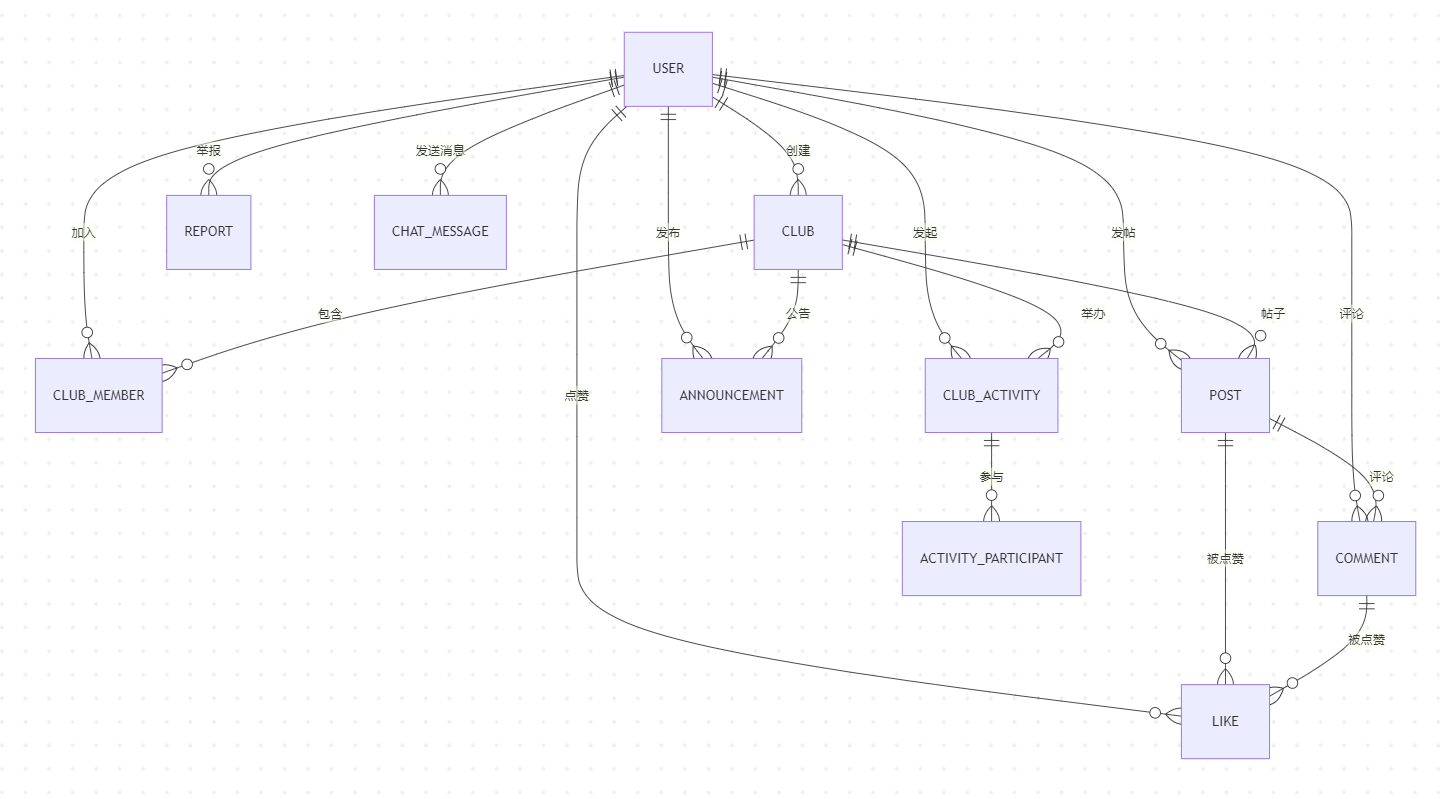 USER
举报
发送消息
创建
加入
REPORT
CHAT_MESSAGE
发布
CLUB
发起
发帖
包含
公告
举办
帖子
评论
CLUB_MEMBER
点赞
ANNOUNCEMENT
CLUB_ACTIVITY
POST
参与
评论
ACTIVITY_PARTICIPANT
被点赞
COMMENT
被点赞
LIKE